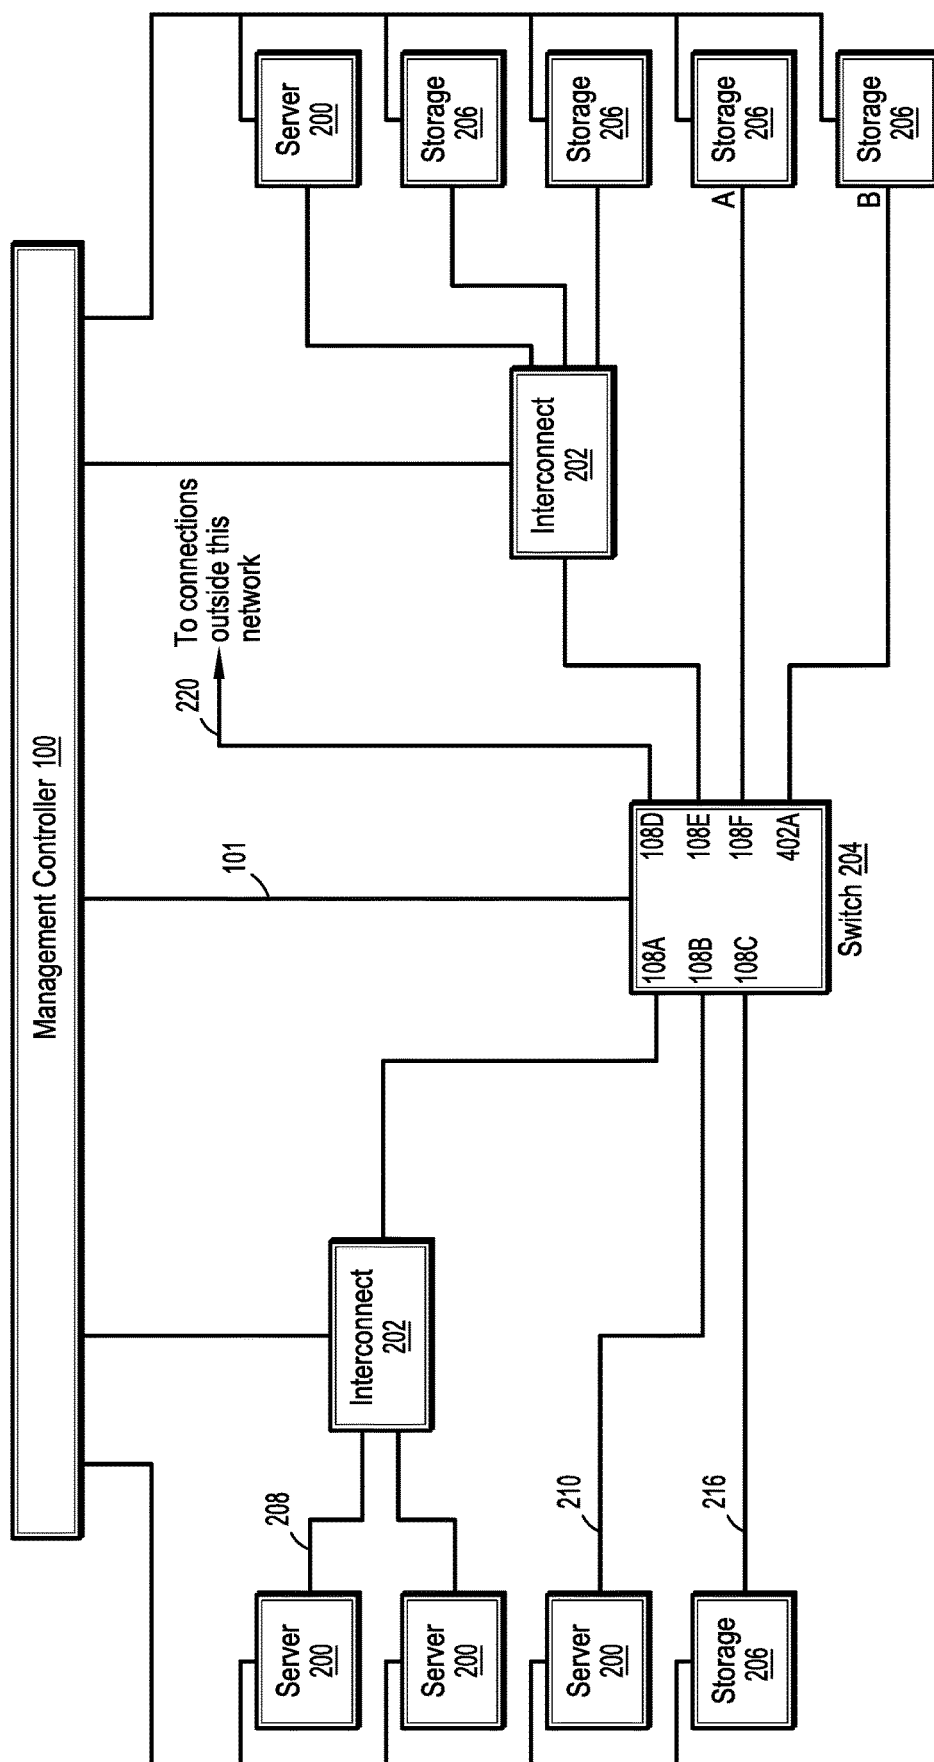 Management Controller 100
101
220
To connections
outside this
network
Server
200
208
Interconnect
202
Server
200
Server
200
210
Storage
206
216
108A
108B
108C
108D
108E
108F
402A
Switch 204
Interconnect
202
Server
200
Storage
206
Storage
206
A
Storage
206
B
Storage
206